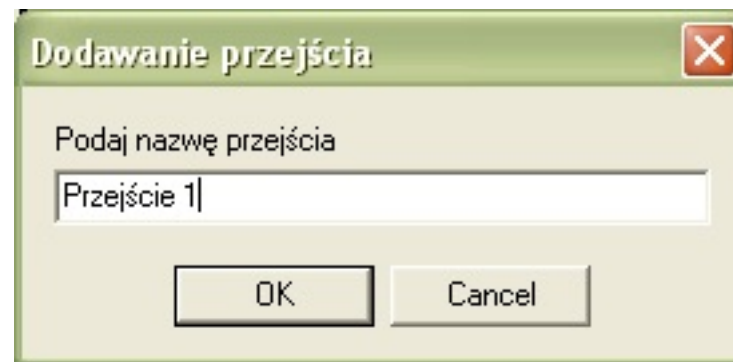 Dodawanie przejścia
Podaj nazwę przejścia
Przejście 1
OK
Cancel